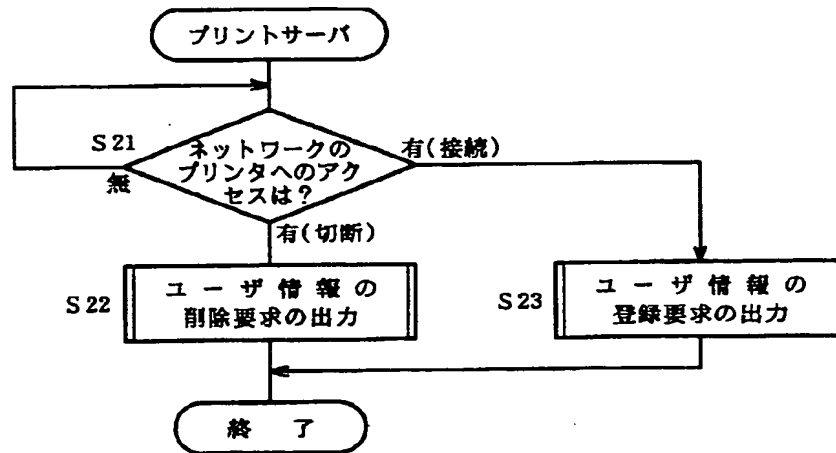 プリントサーバ
S21
ネットワークの
プリンタへのアク
セスは?
有(接続)
無
有(切断)
S22
ユーザ情報の
削除要求の出力
S23
ユーザ情報の
登録要求の出力
終 了